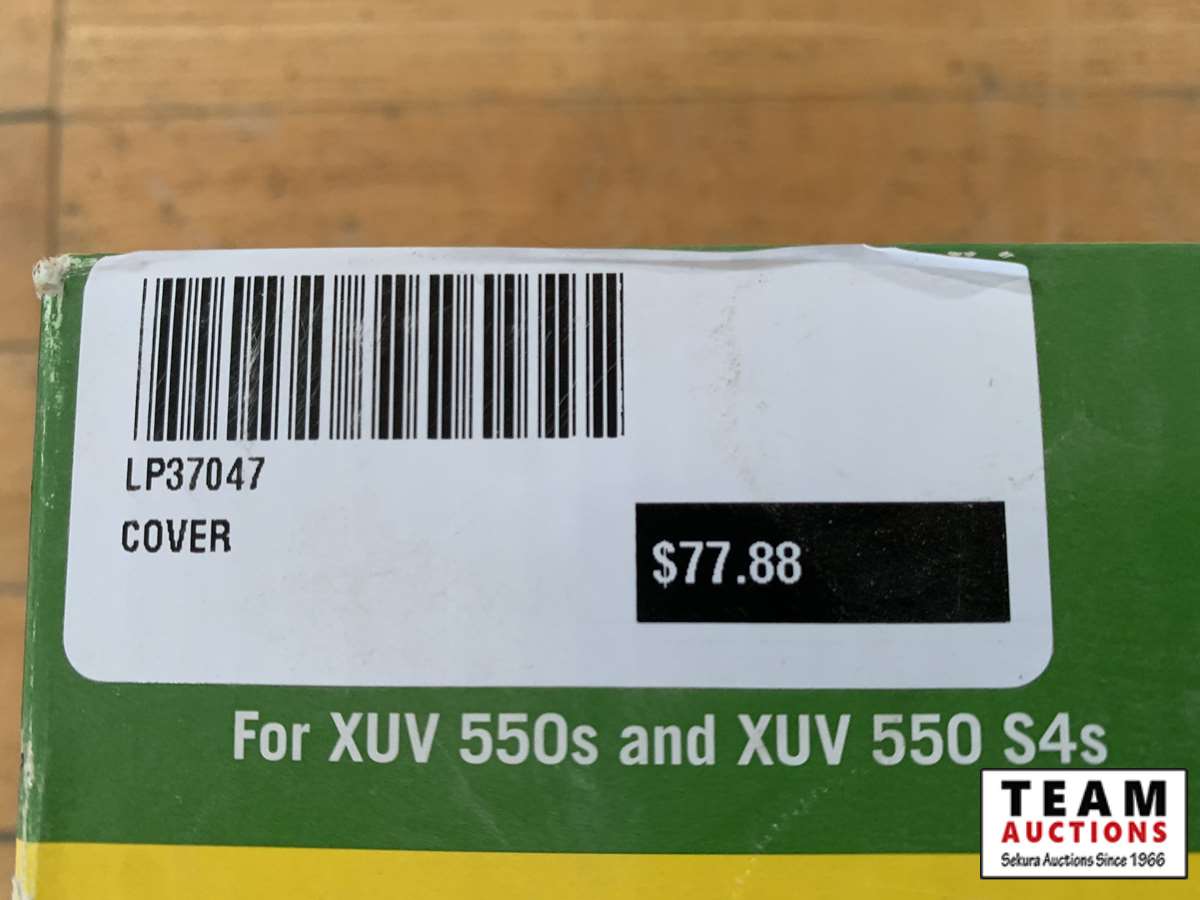 LP37047
COVER
$77.88
For XUV 550s and XUV 550 S4s
TEAM
AUCTIONS
Sekura Auctions Since 1966